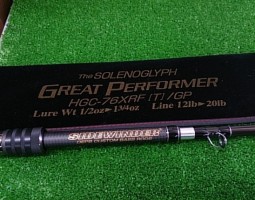 The SOLENOGLYPH
GREAT PERFORMER
HGC-76XRF [T] /GP
Lure Wt 1/2oz~1 3/4oz Line 12lb~20lb